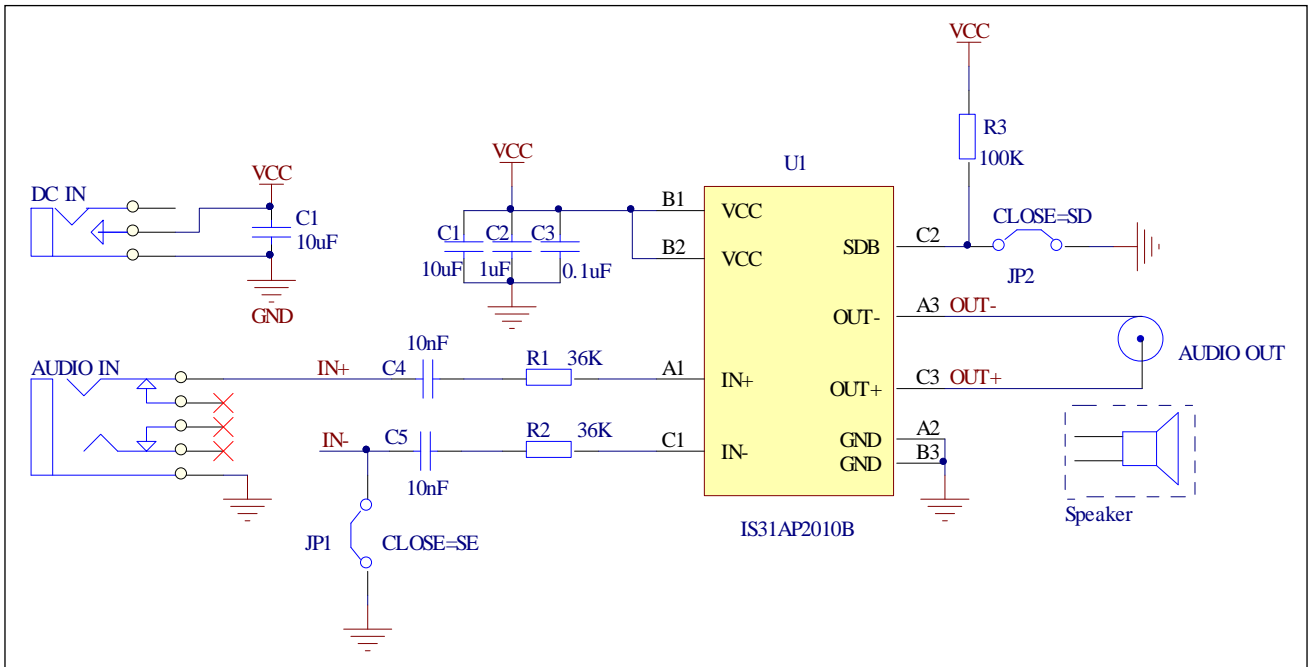 VCC
R3
100K
U1
VCC
VCC
DC IN
C1
10uF
GND
C1
10uF
C2
1uF
C3
0.1uF
B1
VCC
B2
VCC
SDB
C2
CLOSE=SD
JP2
OUT-
A3
OUT-
AUDIO OUT
OUT+
C3
OUT+
AUDIO IN
IN+
10nF
C4
R1
36K
A1
IN+
IN-
C5
10nF
R2
36K
C1
IN-
GND
A2
GND
B3
Speaker
JP1
CLOSE=SE
IS31AP2010B